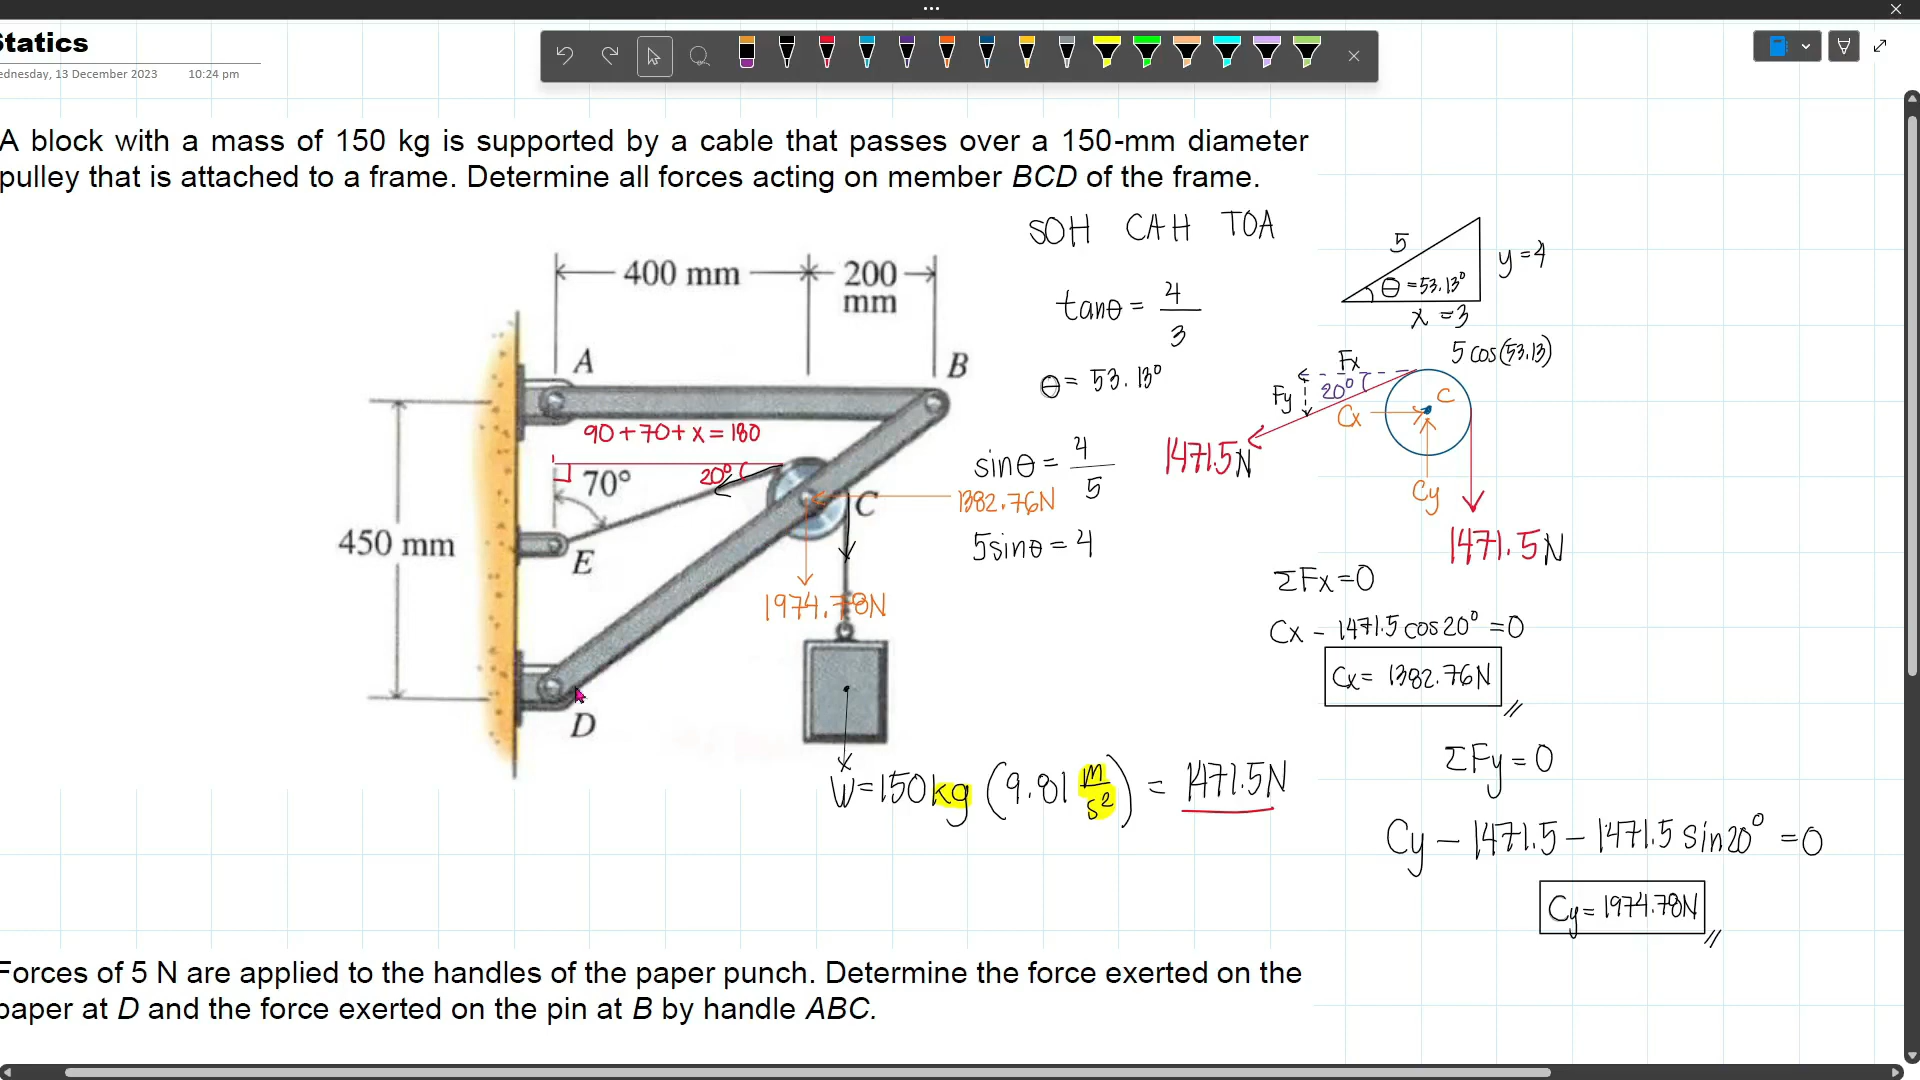 Statics
ednesday, 13 December 2023 10:24 pm
A block with a mass of 150 kg is supported by a cable that passes over a 150-mm diameter
pulley that is attached to a frame. Determine all forces acting on member BCD of the frame.
SOH CAH TOA
5
y = 4
θ = 53.13°
x = 3
5 cos(53.13)
400 mm
200
mm
tanθ = 4/3
θ = 53.13°
A
B
90 + 70 + x = 180
20°
70°
C
E
450 mm
D
1382.76N
1974.78N
sinθ = 4/5
5sinθ = 4
Fx
Fy
20°
C
Cx
Cy
1471.5N
1471.5N
ΣFx = 0
Cx - 1471.5 cos20° = 0
Cx = 1382.76N
ΣFy = 0
W = 150kg (9.81 m/s²) = 1471.5N
Cy - 1471.5 - 1471.5 sin20° = 0
Cy = 1974.78N
Forces of 5 N are applied to the handles of the paper punch. Determine the force exerted on the
paper at D and the force exerted on the pin at B by handle ABC.